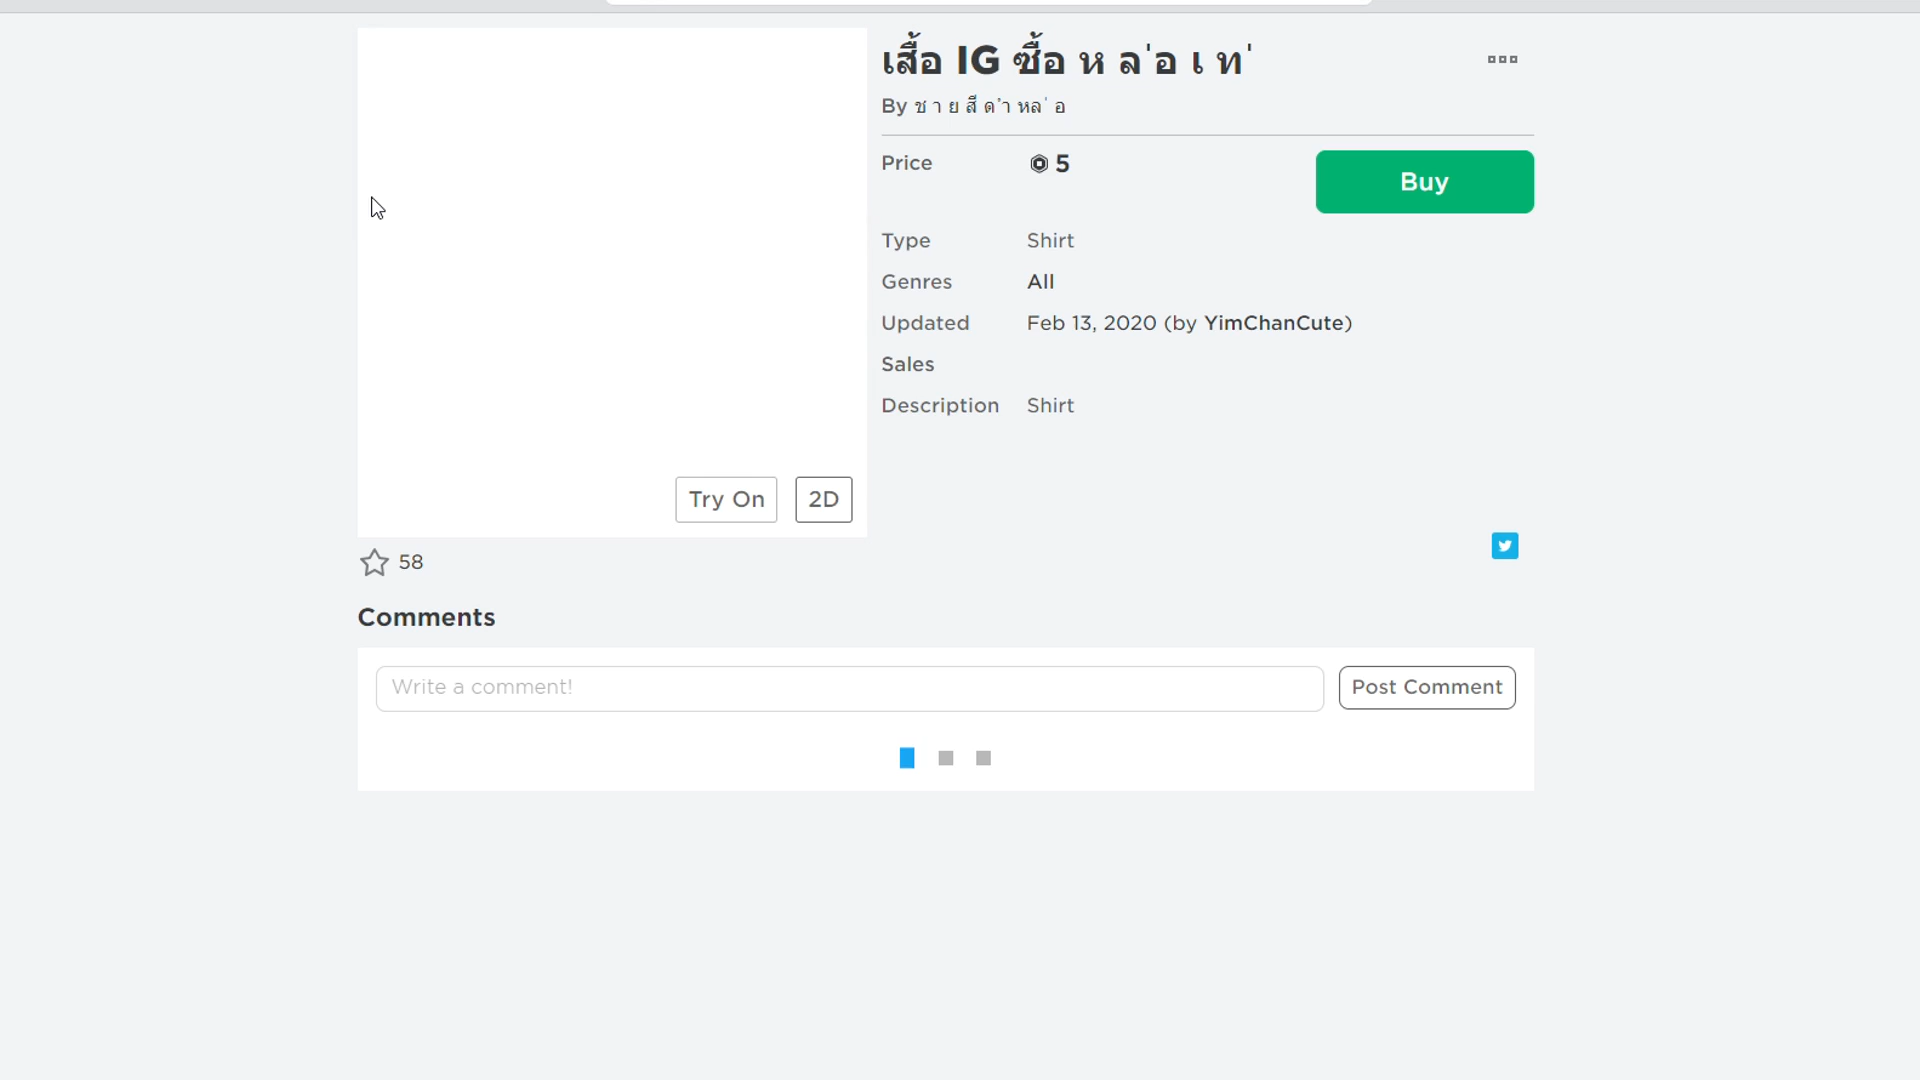 เสื้อ IG ซื้อ ห ล่อ เ ท่
By ช า ย สี ด ำ หล่ อ
Price 5
Buy
Type Shirt
Genres All
Updated Feb 13, 2020 (by YimChanCute)
Sales
Description Shirt
Try On 2D
58
Comments
Write a comment!
Post Comment